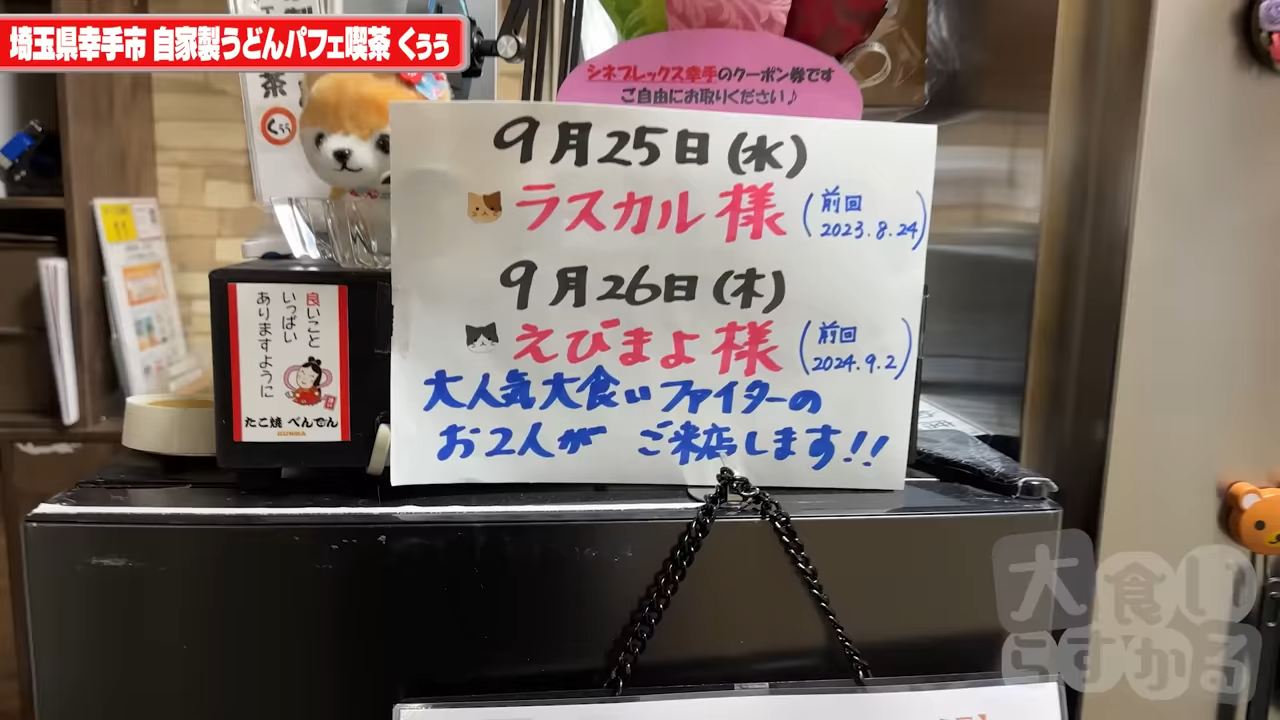 埼玉県幸手市 自家製うどんパフェ喫茶 くぅぅ
茶
くぅぅ
シネプレックス幸手のクーポン券です
ご自由にお取りください♪
9月25日(水)
ラスカル様 (前回 2023.8.24)
9月26日(木)
えびまよ様 (前回 2024.9.2)
大人気大食いファイターの
お2人が ご来店します!!
良いこと
いっぱい
ありますように
たこ焼 ぺんでん
大食い
らすかる